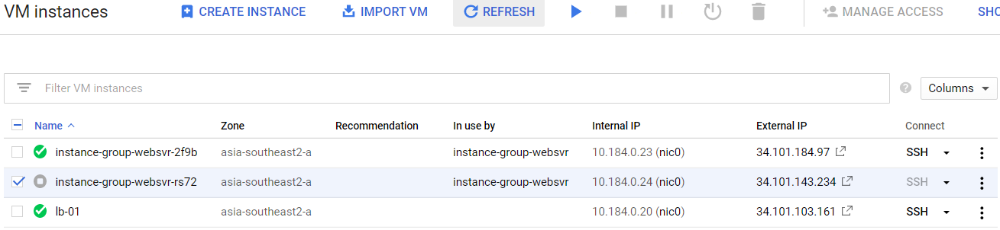 VM instances CREATE INSTANCE IMPORT VM REFRESH MANAGE ACCESS SHO
Filter VM instances ? Columns
Name Zone Recommendation In use by Internal IP External IP Connect
instance-group-websvr-2f9b asia-southeast2-a instance-group-websvr 10.184.0.23 (nic0) 34.101.184.97 SSH
instance-group-websvr-rs72 asia-southeast2-a instance-group-websvr 10.184.0.24 (nic0) 34.101.143.234 SSH
lb-01 asia-southeast2-a 10.184.0.20 (nic0) 34.101.103.161 SSH